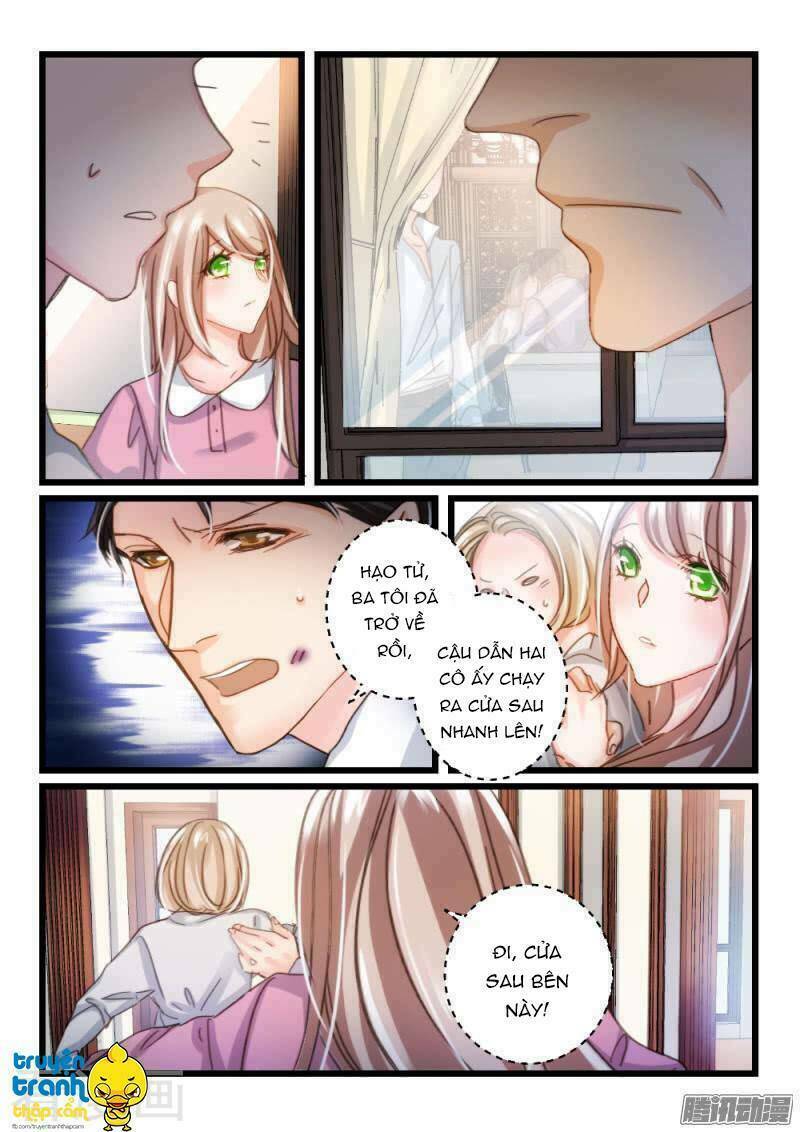 HẠO TỬ,
BA TÔI ĐÃ
TRỞ VỀ
RỒI,
CẬU DẪN HAI
CÔ ẤY CHẠY
RA CỬA SAU
NHANH LÊN!
ĐI, CỬA
SAU BÊN
NÀY!
truyện
tranh
thập cẩm
fb.com/truyentranhthapcam
腾讯动漫